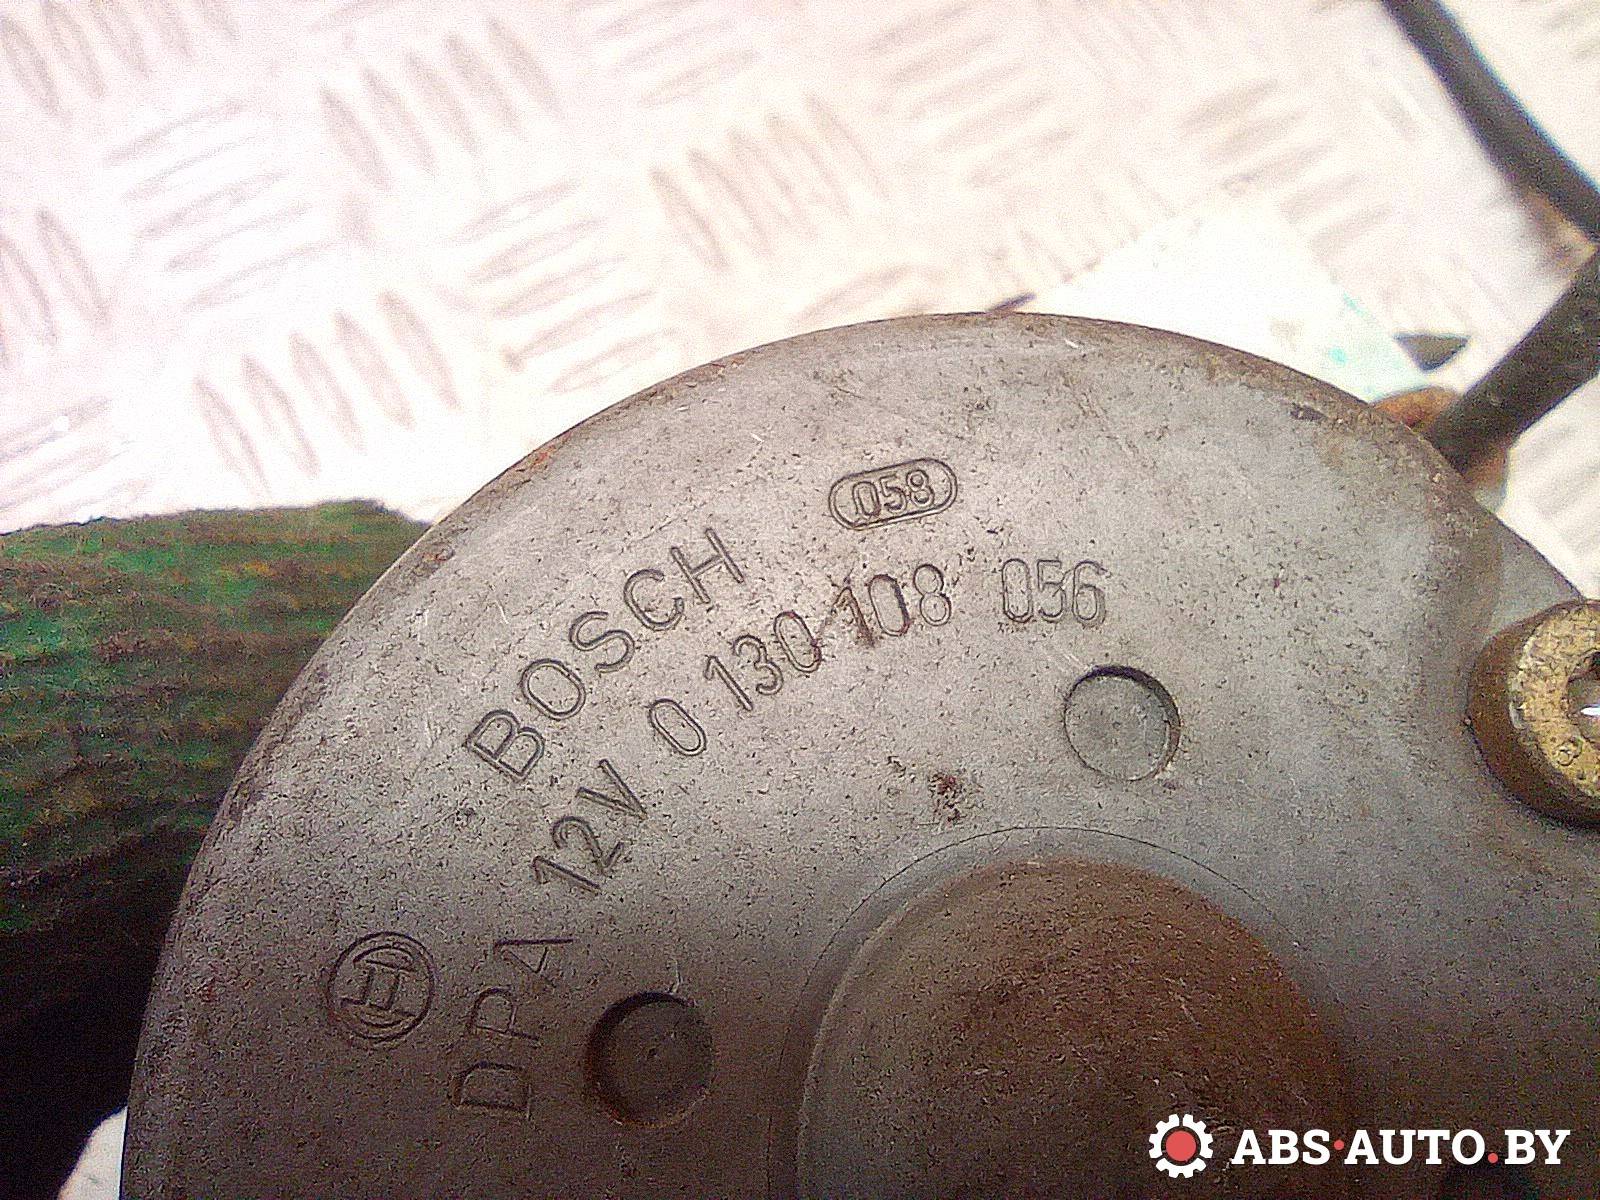 058
BOSCH
12V 0 130 108 056
DPA
ABS·AUTO.BY